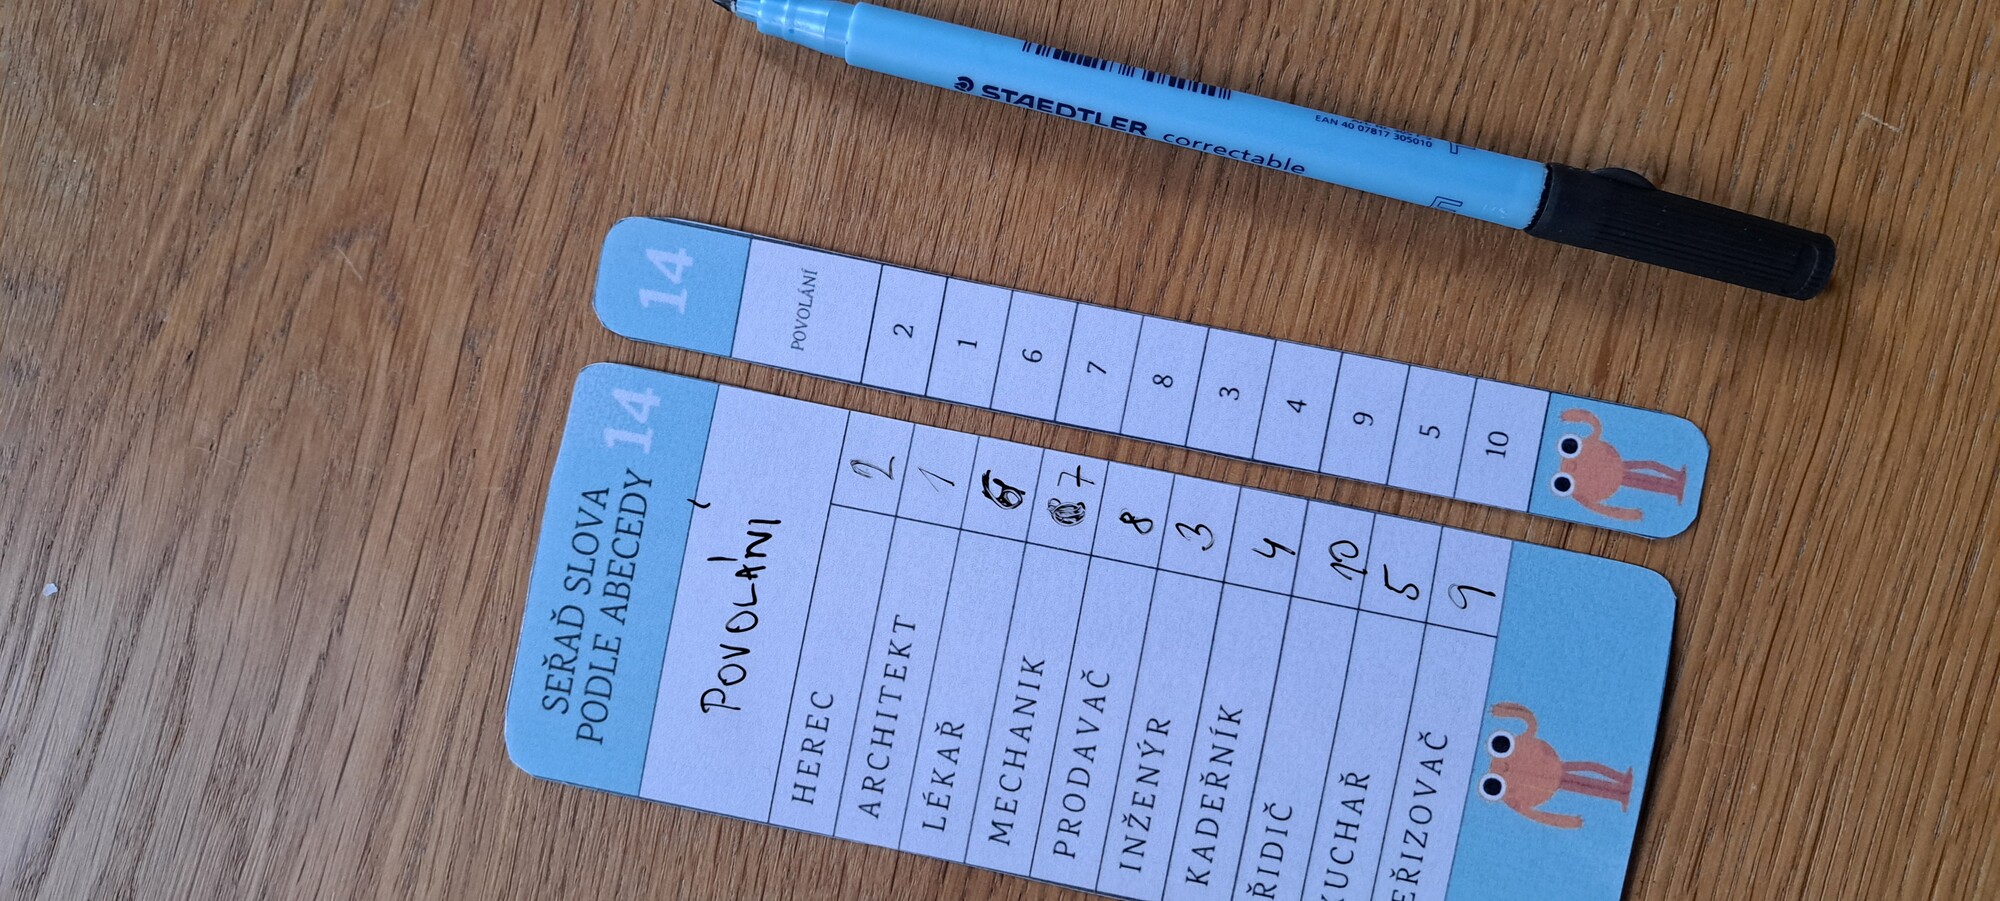 STAEDTLER correctable
EAN 40 07817 305010
14
POVOLÁNÍ
2
1
6
7
8
3
4
9
5
10
SEŘAĎ SLOVA 14
PODLE ABECEDY
POVOLÁNÍ
HEREC 2
ARCHITEKT 1
LÉKAŘ 6
MECHANIK 7
PRODAVAČ 8
INŽENÝR 3
KADEŘNÍK 4
ŘIDIČ 10
KUCHAŘ 5
EŘIZOVAČ 9